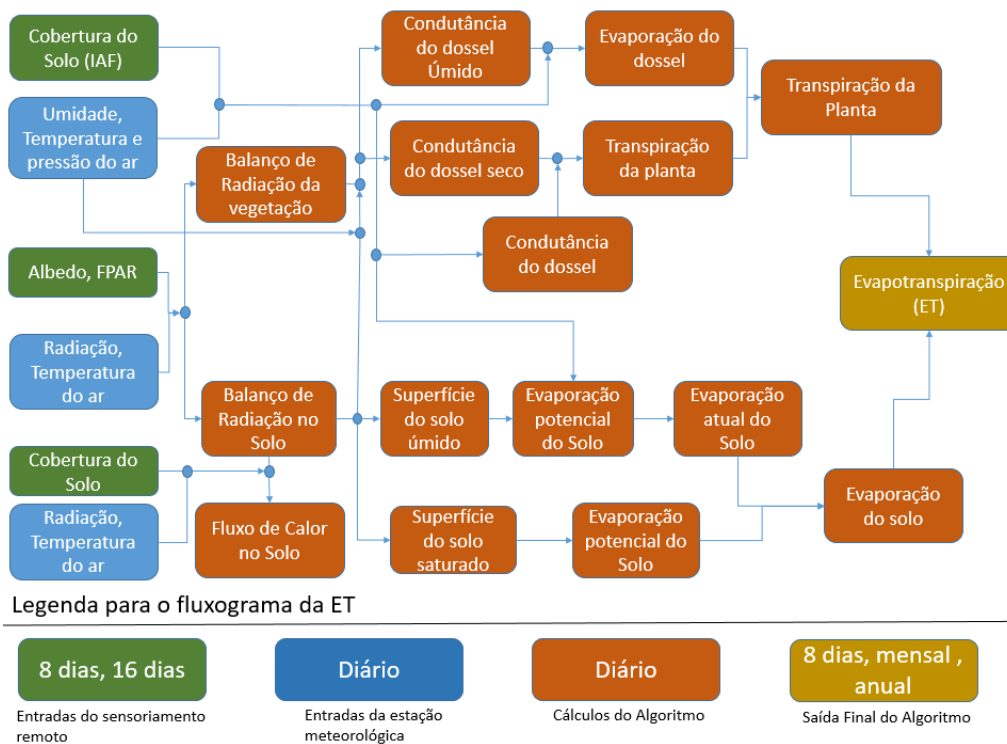 Cobertura do
Solo (IAF)
Umidade,
Temperatura e
pressão do ar
Albedo, FPAR
Radiação,
Temperatura
do ar
Cobertura do
Solo
Radiação,
Temperatura
do ar
Balanço de
Radiação da
vegetação
Balanço de
Radiação no
Solo
Fluxo de Calor
no Solo
Condutância
do dossel
Úmido
Condutância
do dossel seco
Condutância
do dossel
Superfície
do solo
úmido
Superfície
do solo
saturado
Evaporação do
dossel
Transpiração
da planta
Evaporação
potencial do
Solo
Evaporação
potencial do
Solo
Evaporação
atual do
Solo
Transpiração da
Planta
Evapotranspiração
(ET)
Evaporação
do solo
Legenda para o fluxograma da ET
8 dias, 16 dias
Entradas do sensoriamento
remoto
Diário
Entradas da estação
meteorológica
Diário
Cálculos do Algoritmo
8 dias, mensal ,
anual
Saída Final do Algoritmo